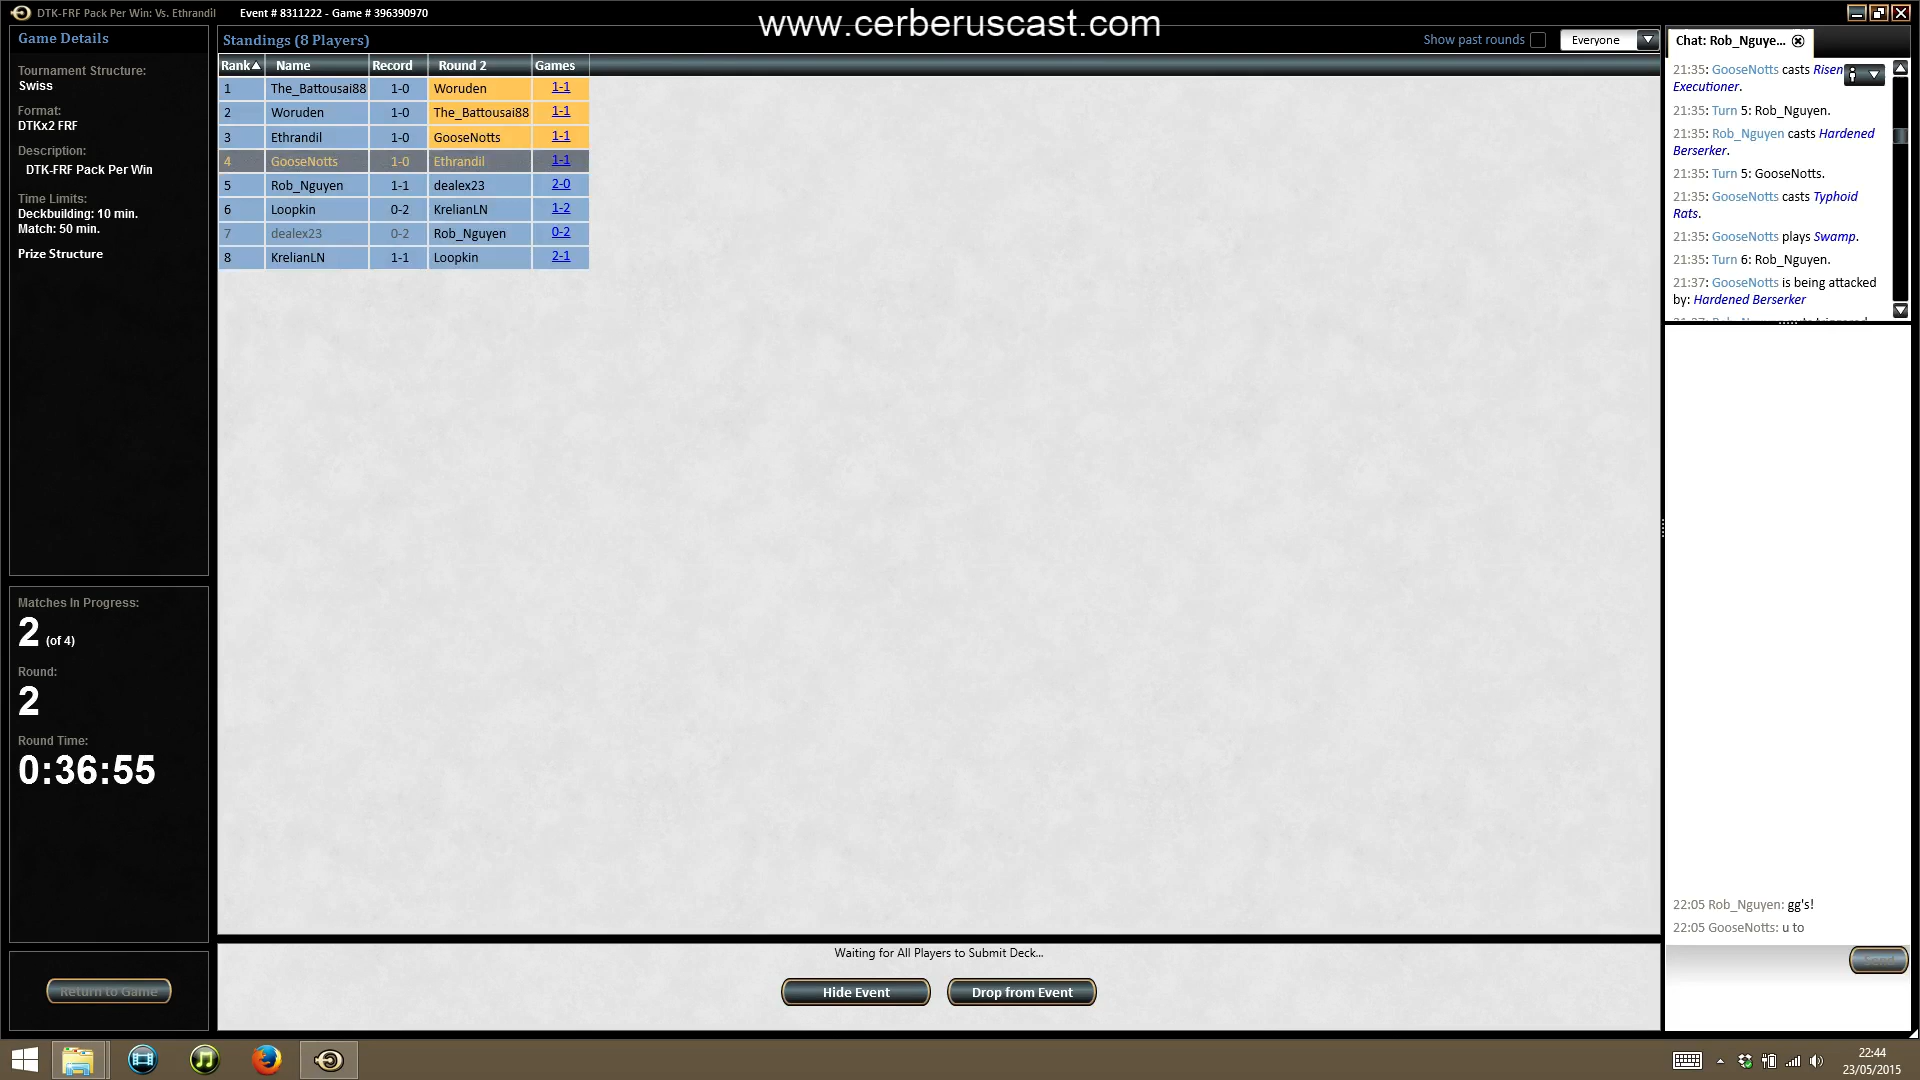 DTK-FRF Pack Per Win: Vs. Ethrandil
Event # 8311222 - Game # 396390970
www.cerberuscast.com
Game Details
Tournament Structure:
Swiss
Format:
DTKx2 FRF
Description:
DTK-FRF Pack Per Win
Time Limits:
Deckbuilding: 10 min.
Match: 50 min.
Prize Structure
Matches In Progress:
2 (of 4)
Round:
2
Round Time:
0:36:55
Return to Game
Standings (8 Players)
Show past rounds
Everyone
Rank Name Record Round 2 Games
1 The_Battousai88 1-0 Woruden 1-1
2 Woruden 1-0 The_Battousai88 1-1
3 Ethrandil 1-0 GooseNotts 1-1
4 GooseNotts 1-0 Ethrandil 1-1
5 Rob_Nguyen 1-1 dealex23 2-0
6 Loopkin 0-2 KrelianLN 1-2
7 dealex23 0-2 Rob_Nguyen 0-2
8 KrelianLN 1-1 Loopkin 2-1
Waiting for All Players to Submit Deck...
Hide Event
Drop from Event
Chat: Rob_Nguye...
21:35: GooseNotts casts Risen
Executioner.
21:35: Turn 5: Rob_Nguyen.
21:35: Rob_Nguyen casts Hardened
Berserker.
21:35: Turn 5: GooseNotts.
21:35: GooseNotts casts Typhoid
Rats.
21:35: GooseNotts plays Swamp.
21:35: Turn 6: Rob_Nguyen.
21:37: GooseNotts is being attacked
by: Hardened Berserker
22:05 Rob_Nguyen: gg's!
22:05 GooseNotts: u to
22:44
23/05/2015